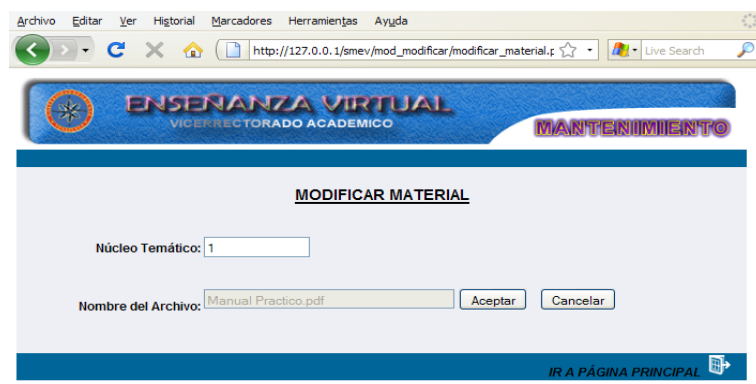 Archivo Editar Ver Historial Marcadores Herramientas Ayuda
http://127.0.0.1/smev/mod_modificar/modificar_material.p Live Search
ENSEÑANZA VIRTUAL
VICERRECTORADO ACADEMICO
MANTENIMIENTO
MODIFICAR MATERIAL
Núcleo Temático: 1
Nombre del Archivo: Manual Practico.pdf Aceptar Cancelar
IR A PÁGINA PRINCIPAL